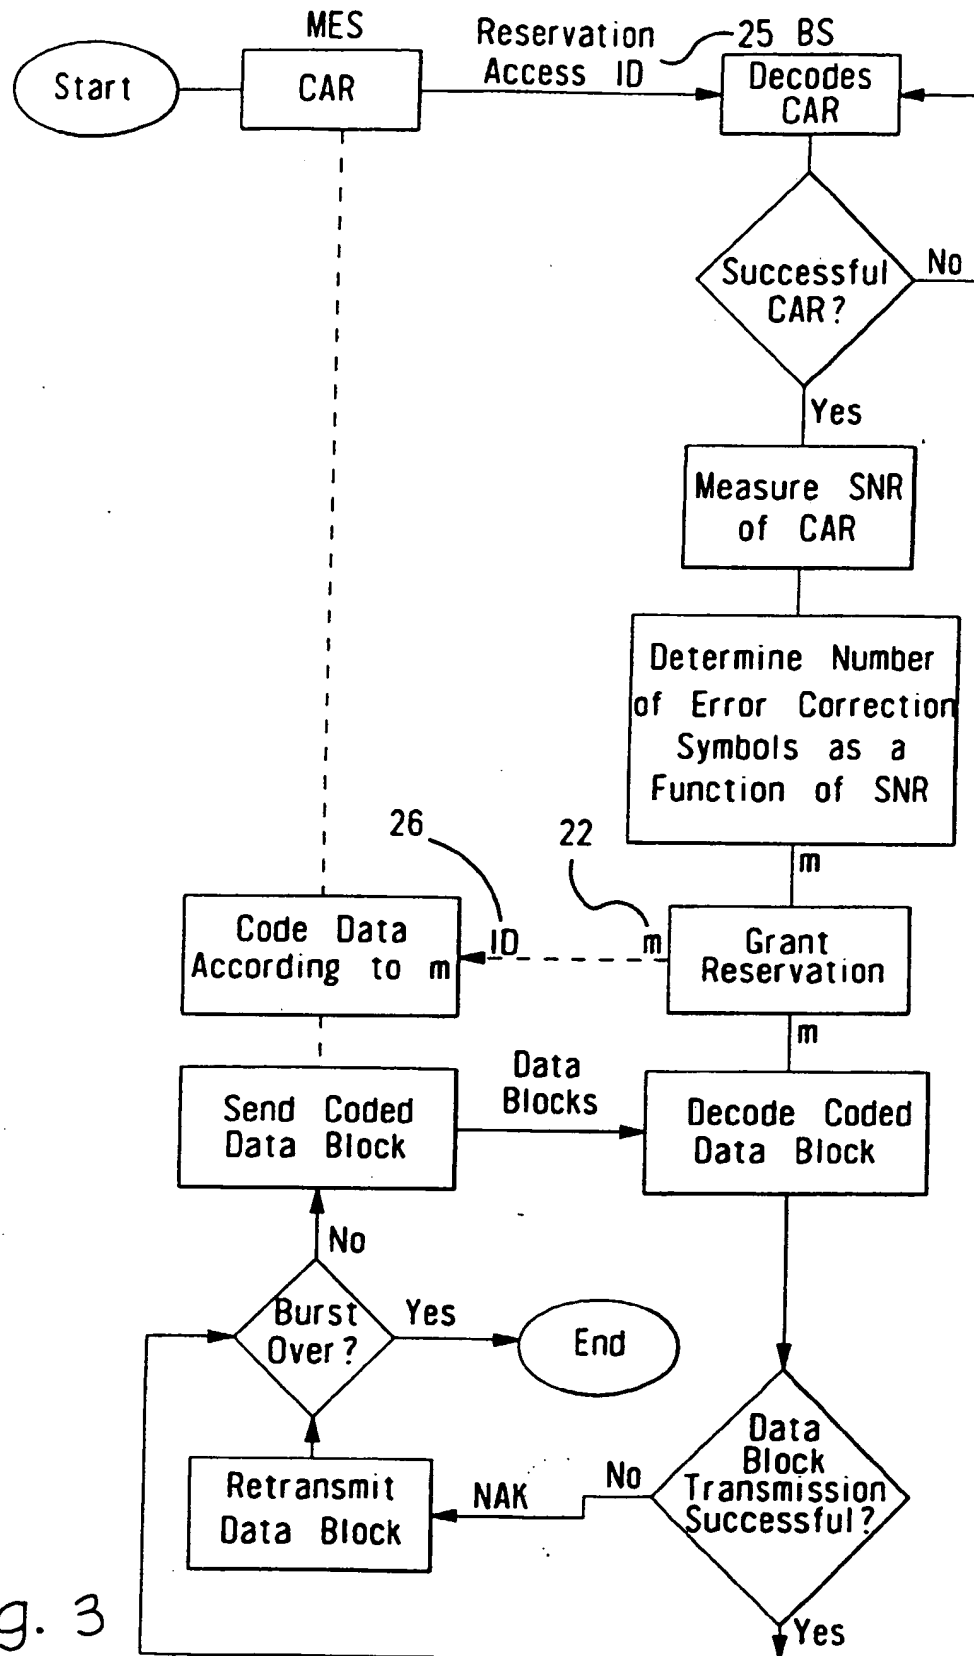 MES
Reservation
Access ID
25 BS
Start
CAR
Decodes
CAR
Successful
CAR?
No
Yes
Measure SNR
of CAR
Determine Number
of Error Correction
Symbols as a
Function of SNR
m
26
22
Code Data
According to m
ID
m
Grant
Reservation
m
Send Coded
Data Block
Data
Blocks
Decode Coded
Data Block
No
Burst
Over?
Yes
End
Data
Block
Transmission
Successful?
No
NAK
Retransmit
Data Block
Yes
g. 3